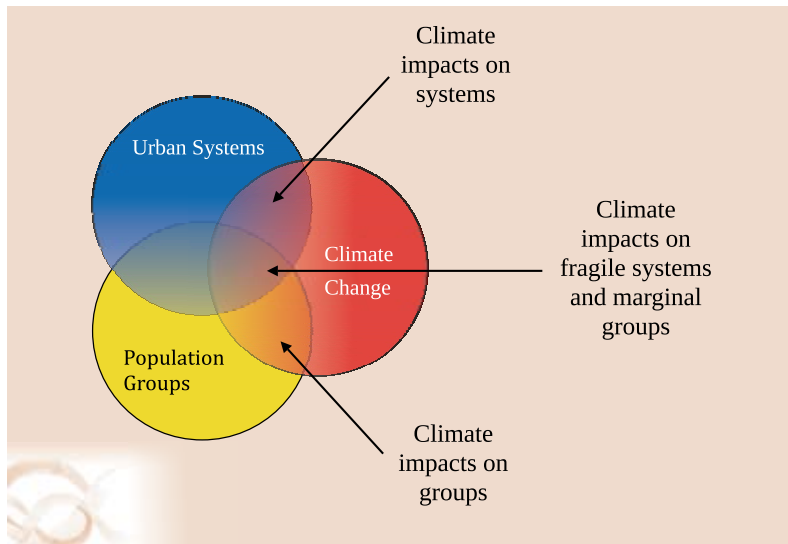 Climate
impacts on
systems
Urban Systems
Climate
Change
Climate
impacts on
fragile systems
and marginal
groups
Population
Groups
Climate
impacts on
groups